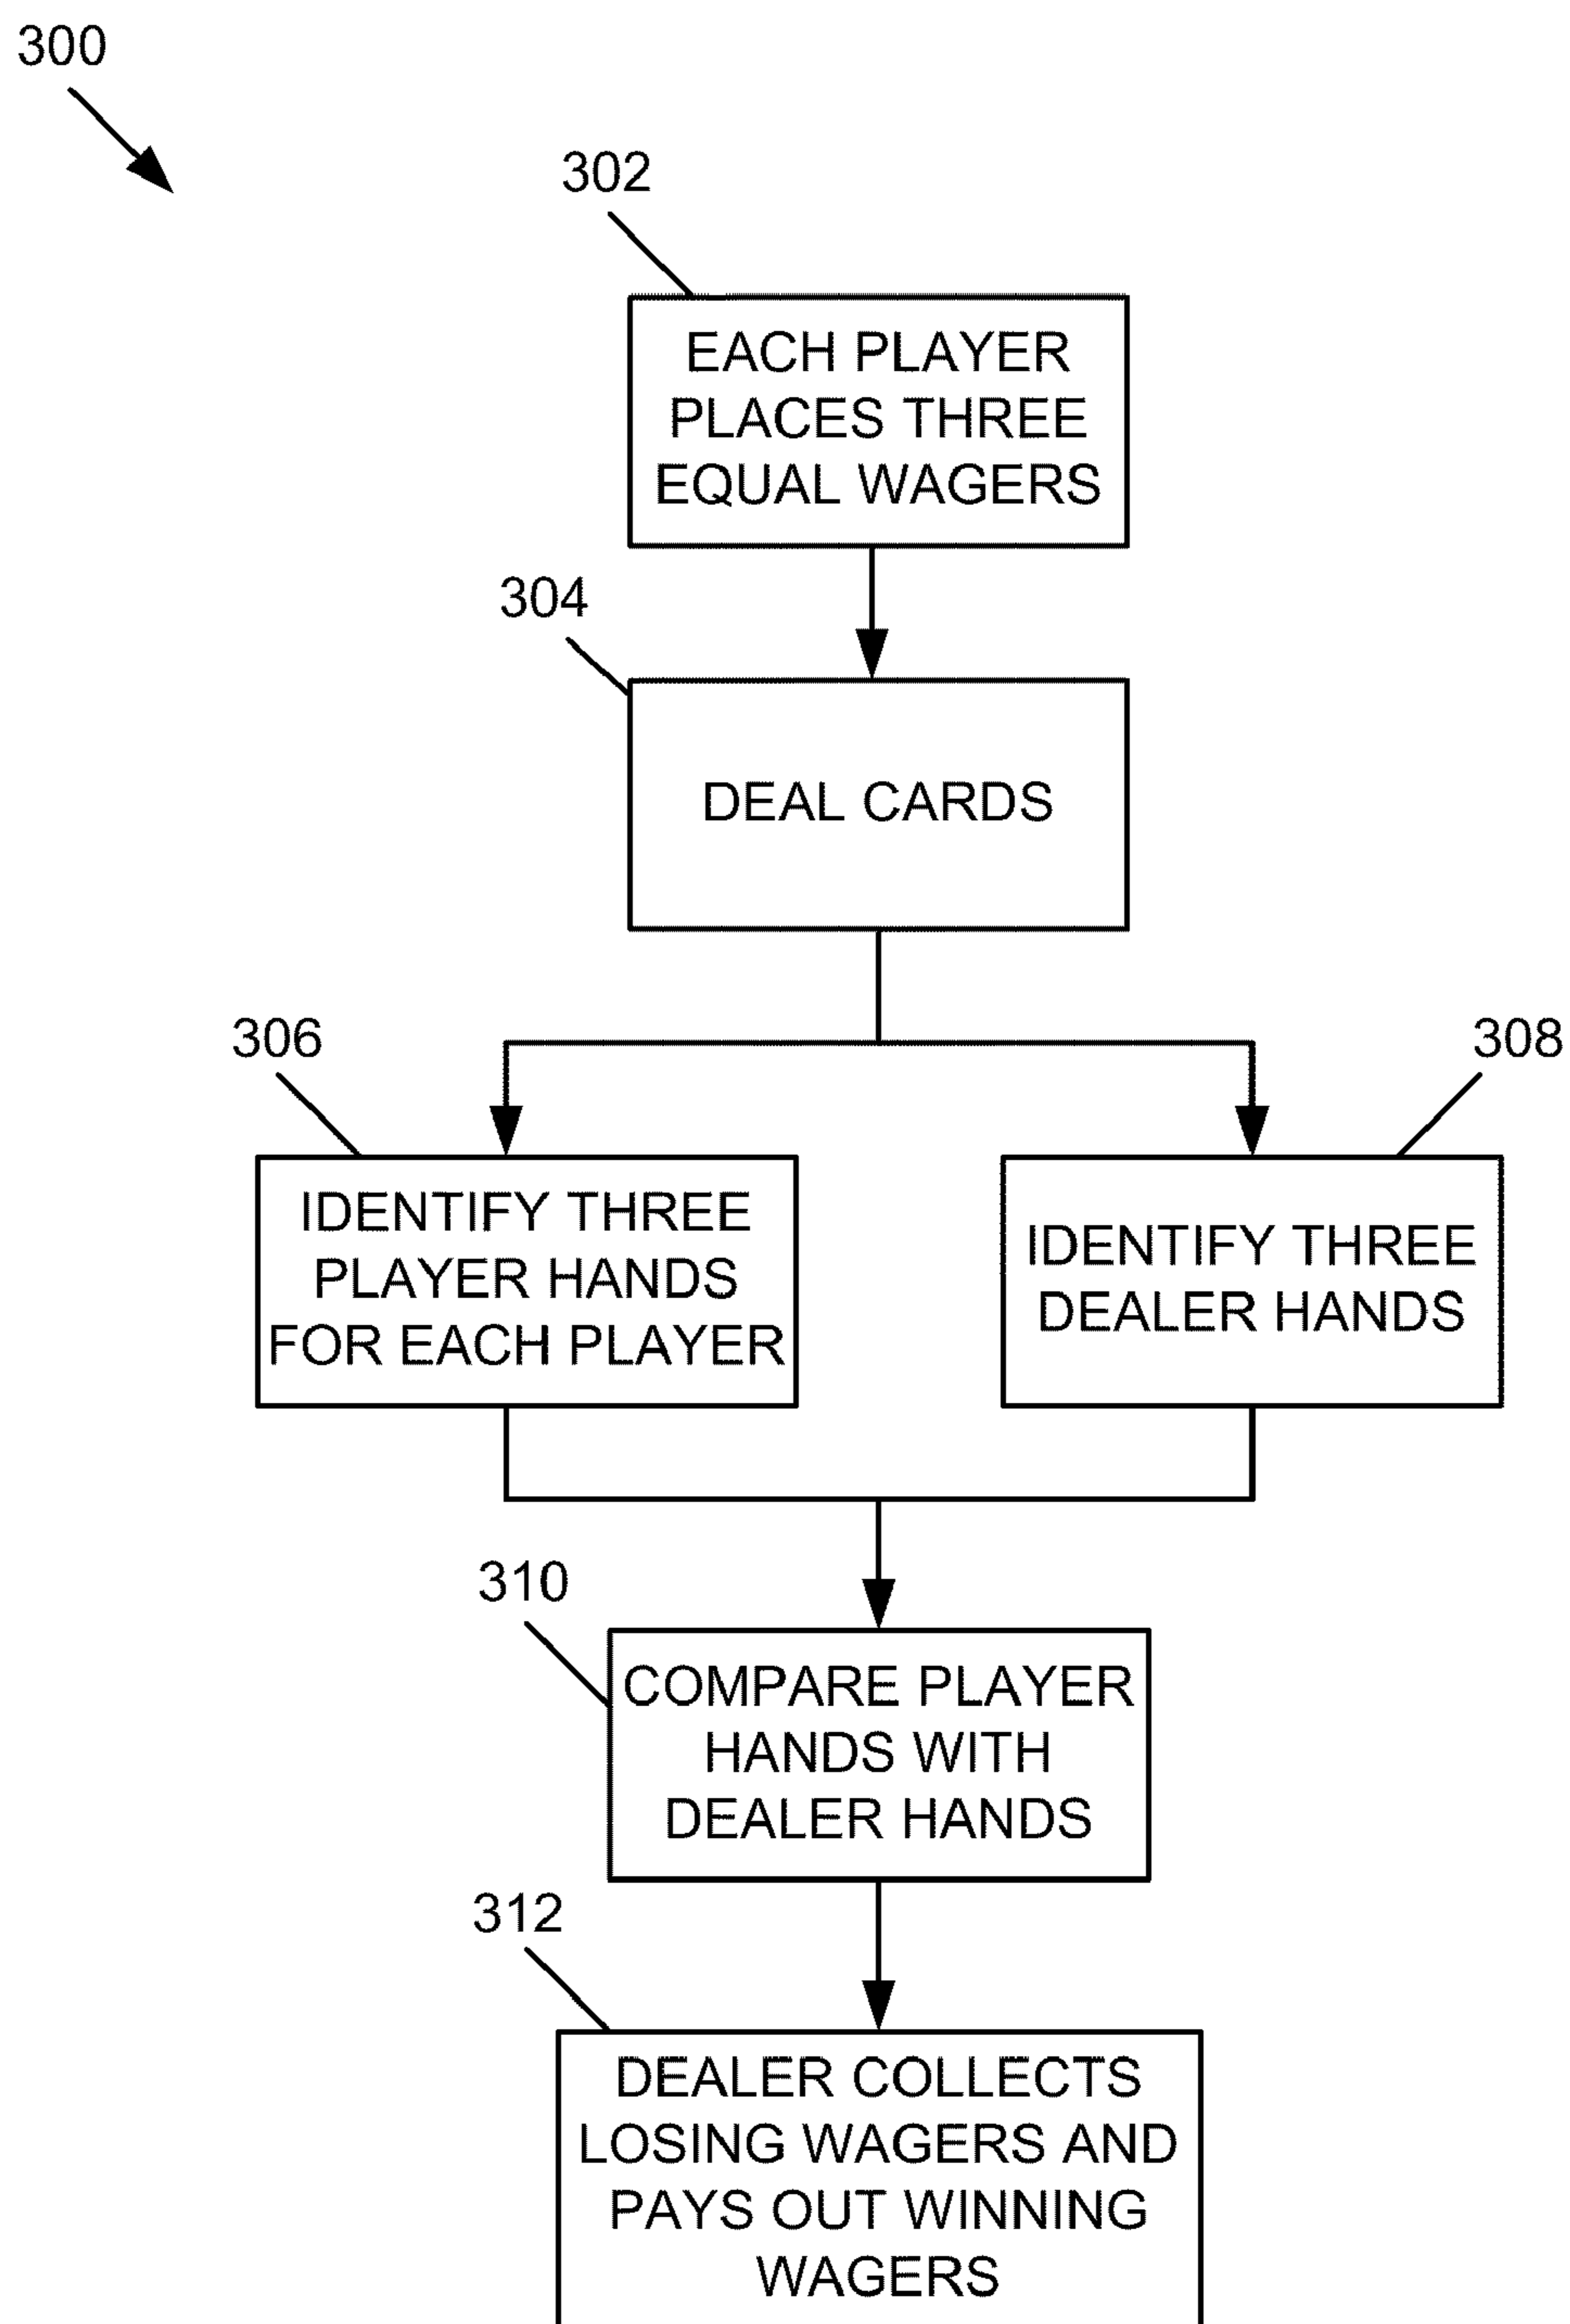 300
302
EACH PLAYER
PLACES THREE
EQUAL WAGERS
304
DEAL CARDS
306
308
IDENTIFY THREE
PLAYER HANDS
FOR EACH PLAYER
IDENTIFY THREE
DEALER HANDS
310
COMPARE PLAYER
HANDS WITH
DEALER HANDS
312
DEALER COLLECTS
LOSING WAGERS AND
PAYS OUT WINNING
WAGERS